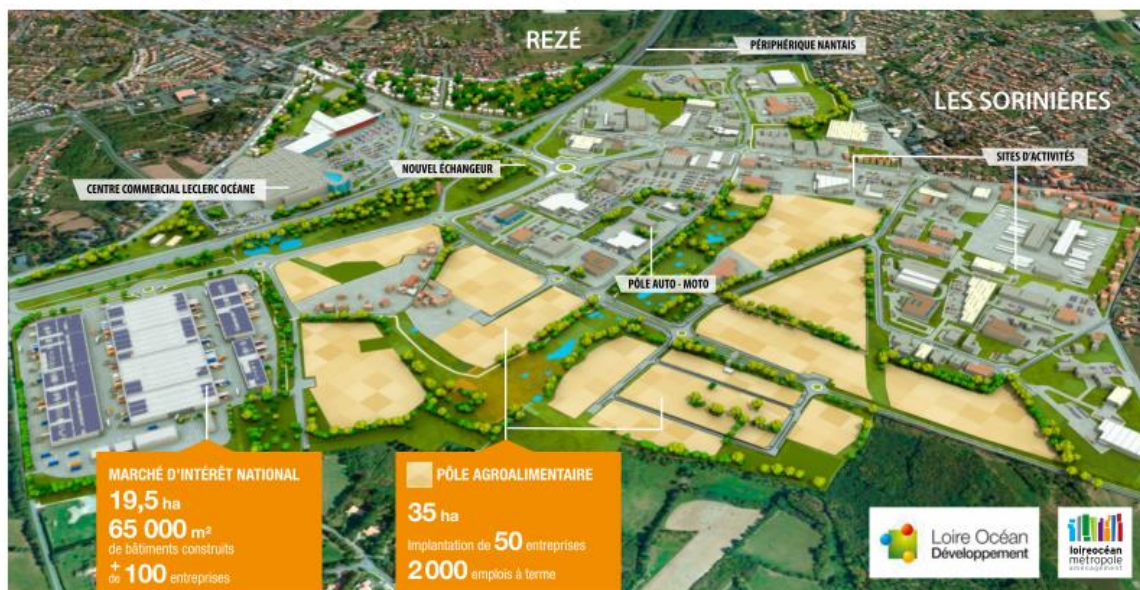 REZÉ
PÉRIPHÉRIQUE NANTAIS
LES SORINIÈRES
NOUVEL ÉCHANGEUR
SITES D'ACTIVITÉS
CENTRE COMMERCIAL LECLERC OCÉANE
PÔLE AUTO - MOTO
MARCHÉ D'INTÉRÊT NATIONAL
19,5 ha
65 000 m²
de bâtiments construits
+ de 100 entreprises
PÔLE AGROALIMENTAIRE
35 ha
Implantation de 50 entreprises
2000 emplois à terme
Loire Océan
Développement
loireocéan
métropole
aménagement